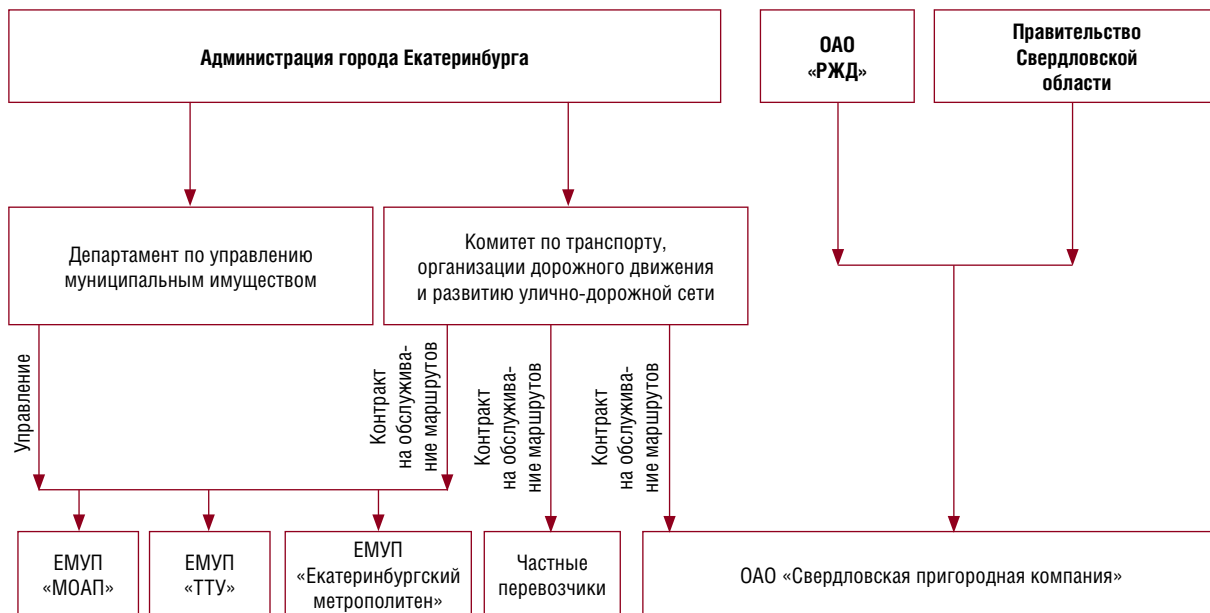 Администрация города Екатеринбурга
ОАО
«РЖД»
Правительство
Свердловской
области
Департамент по управлению
муниципальным имуществом
Комитет по транспорту,
организации дорожного движения
и развитию улично-дорожной сети
Управление
Контракт
на обслужива-
ние маршрутов
Контракт
на обслужива-
ние маршрутов
Контракт
на обслужива-
ние маршрутов
ЕМУП
«МОАП»
ЕМУП
«ТТУ»
ЕМУП
«Екатеринбургский
метрополитен»
Частные
перевозчики
ОАО «Свердловская пригородная компания»